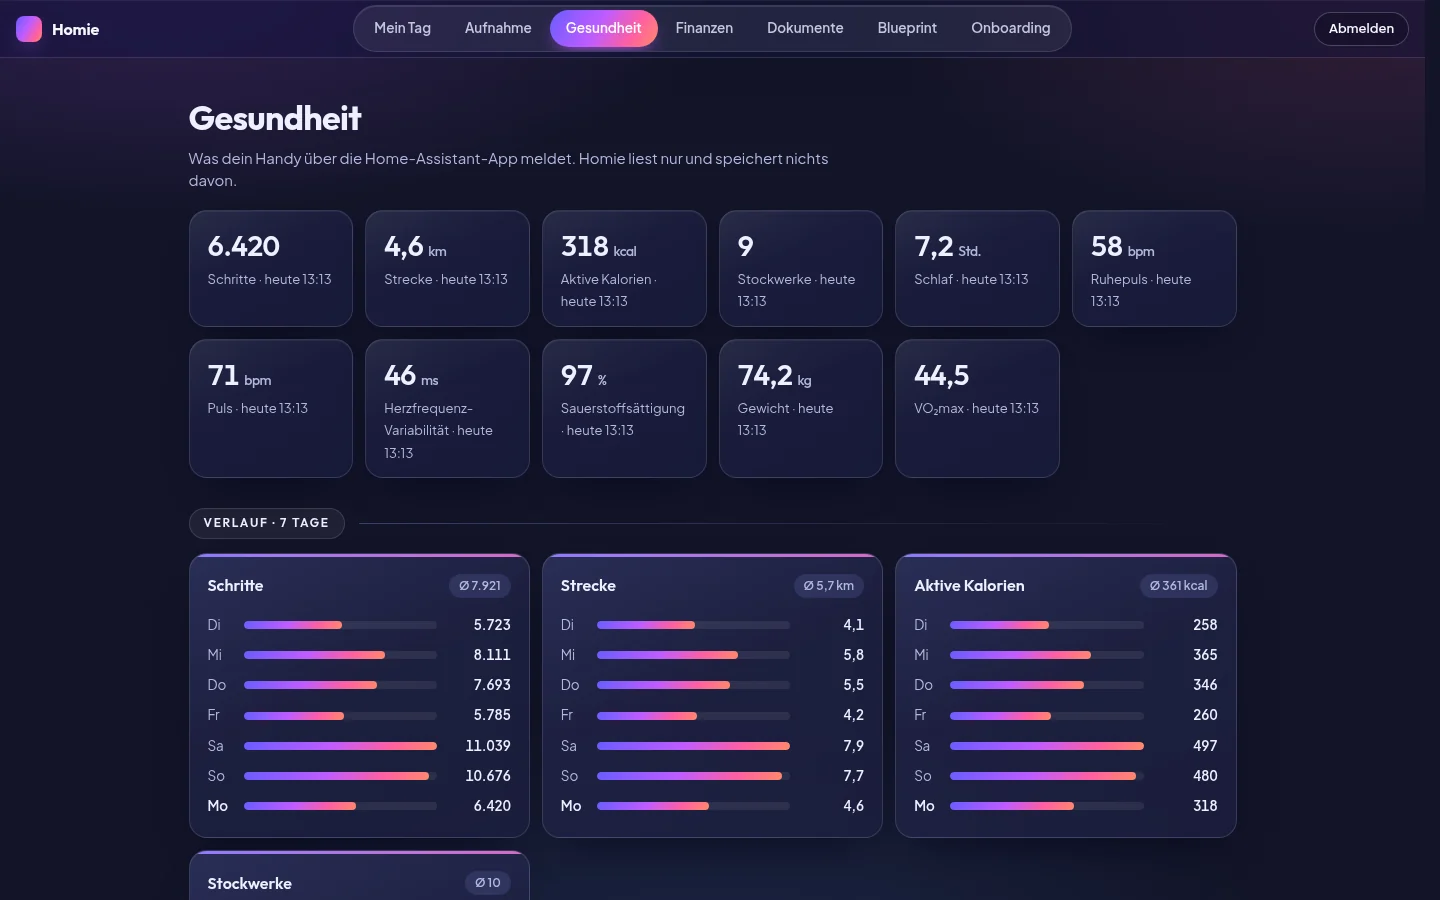 Homie
Mein Tag
Aufnahme
Gesundheit
Finanzen
Dokumente
Blueprint
Onboarding
Abmelden
Gesundheit
Was dein Handy über die Home-Assistant-App meldet. Homie liest nur und speichert nichts
davon.
6.420
Schritte · heute 13:13
4,6 km
Strecke · heute 13:13
318 kcal
Aktive Kalorien ·
heute 13:13
9
Stockwerke · heute
13:13
7,2 Std.
Schlaf · heute 13:13
58 bpm
Ruhepuls · heute
13:13
71 bpm
Puls · heute 13:13
46 ms
Herzfrequenz-
Variabilität · heute
13:13
97 %
Sauerstoffsättigung
· heute 13:13
74,2 kg
Gewicht · heute
13:13
44,5
VO₂max · heute 13:13
VERLAUF · 7 TAGE
Schritte
Ø 7.921
Di 5.723
Mi 8.111
Do 7.693
Fr 5.785
Sa 11.039
So 10.676
Mo 6.420
Strecke
Ø 5,7 km
Di 4,1
Mi 5,8
Do 5,5
Fr 4,2
Sa 7,9
So 7,7
Mo 4,6
Aktive Kalorien
Ø 361 kcal
Di 258
Mi 365
Do 346
Fr 260
Sa 497
So 480
Mo 318
Stockwerke
Ø 10